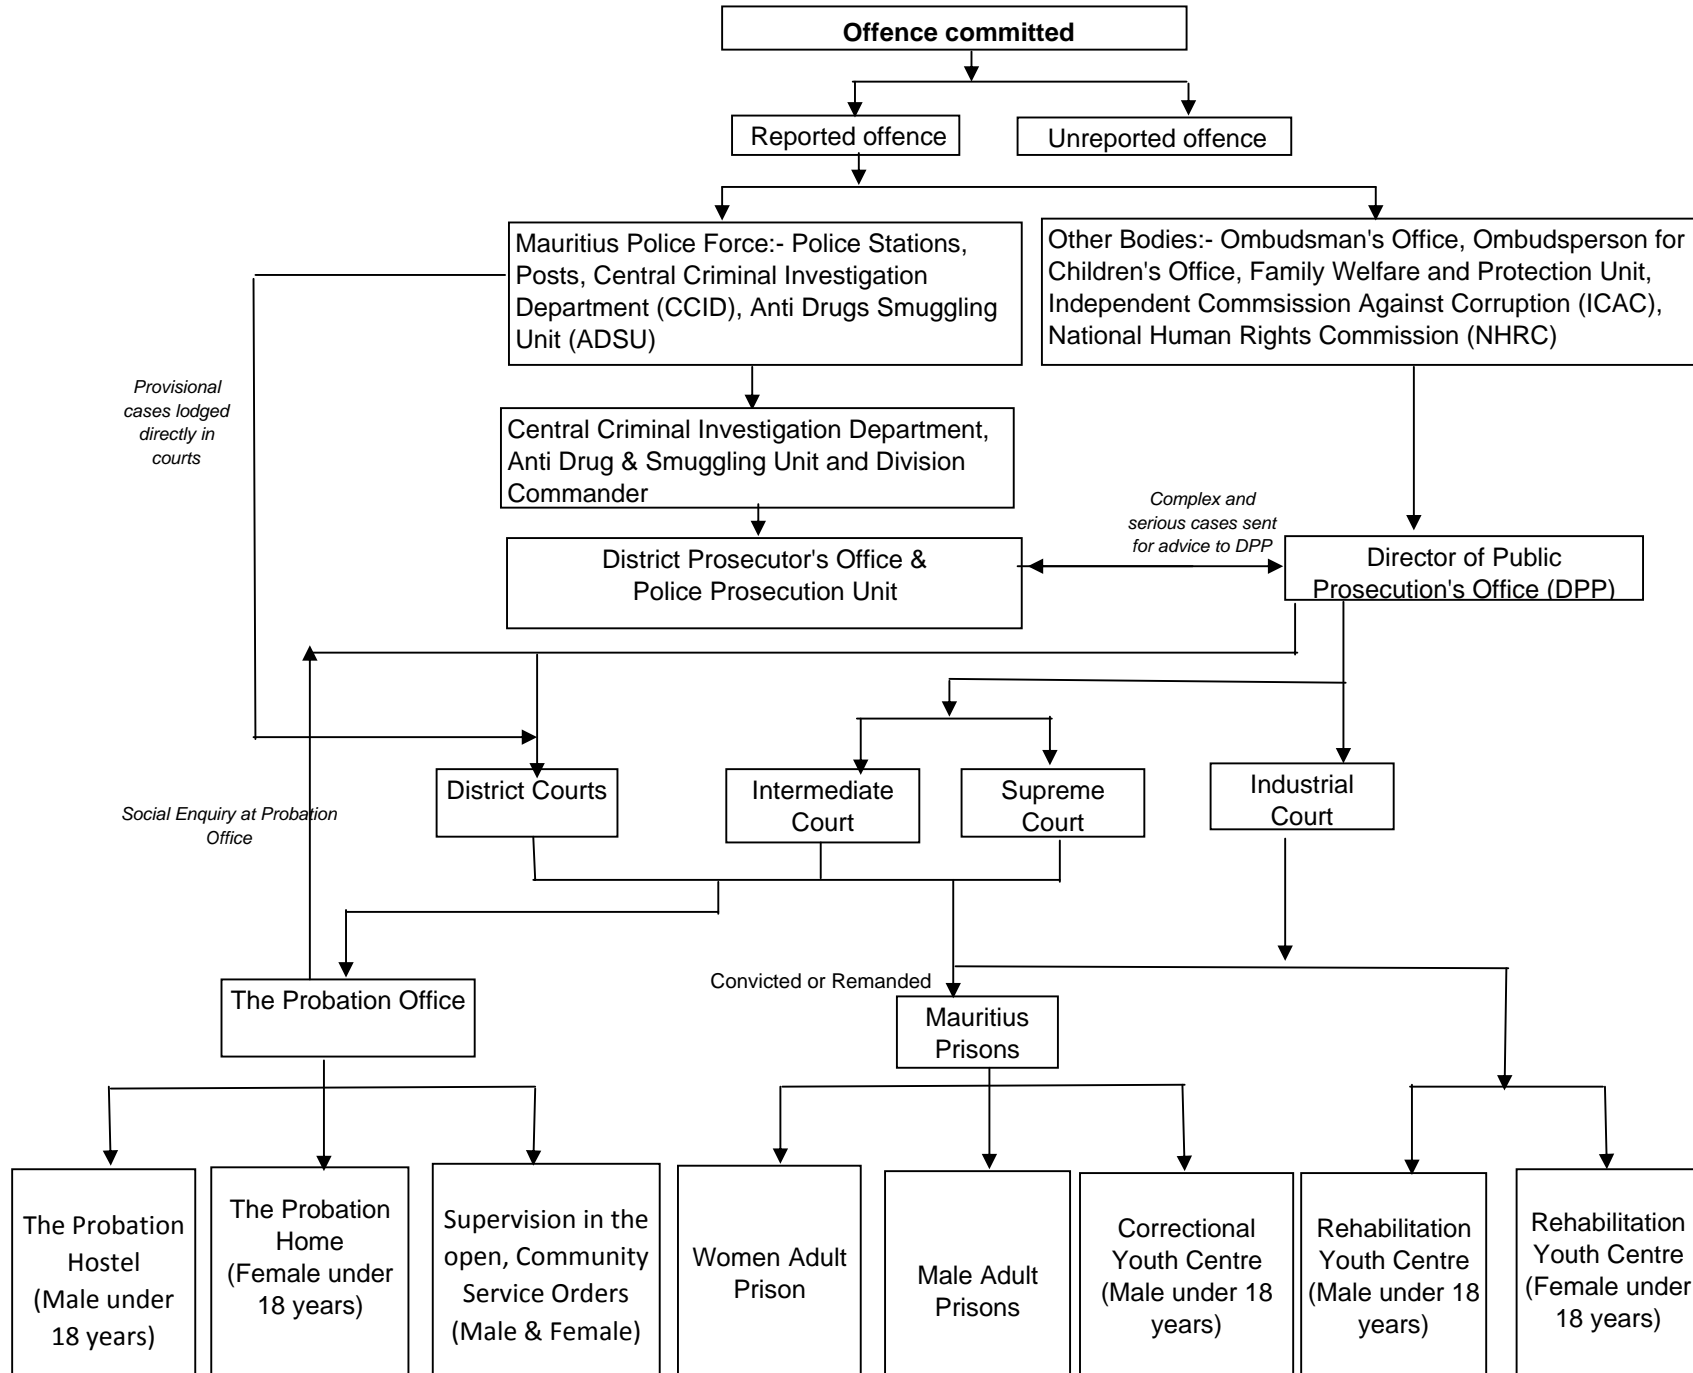 Offence committed
Reported offence
Unreported offence
Mauritius Police Force:- Police Stations,
Posts, Central Criminal Investigation
Department (CCID), Anti Drugs Smuggling
Unit (ADSU)
Other Bodies:- Ombudsman's Office, Ombudsperson for
Children's Office, Family Welfare and Protection Unit,
Independent Commsission Against Corruption (ICAC),
National Human Rights Commission (NHRC)
Provisional
cases lodged
directly in
courts
Central Criminal Investigation Department,
Anti Drug & Smuggling Unit and Division
Commander
Complex and
serious cases sent
for advice to DPP
District Prosecutor's Office &
Police Prosecution Unit
Director of Public
Prosecution's Office (DPP)
District Courts
Intermediate
Court
Supreme
Court
Industrial
Court
Social Enquiry at Probation
Office
Convicted or Remanded
The Probation Office
Mauritius
Prisons
The Probation
Hostel
(Male under
18 years)
The Probation
Home
(Female under
18 years)
Supervision in the
open, Community
Service Orders
(Male & Female)
Women Adult
Prison
Male Adult
Prisons
Correctional
Youth Centre
(Male under 18
years)
Rehabilitation
Youth Centre
(Male under 18
years)
Rehabilitation
Youth Centre
(Female under
18 years)